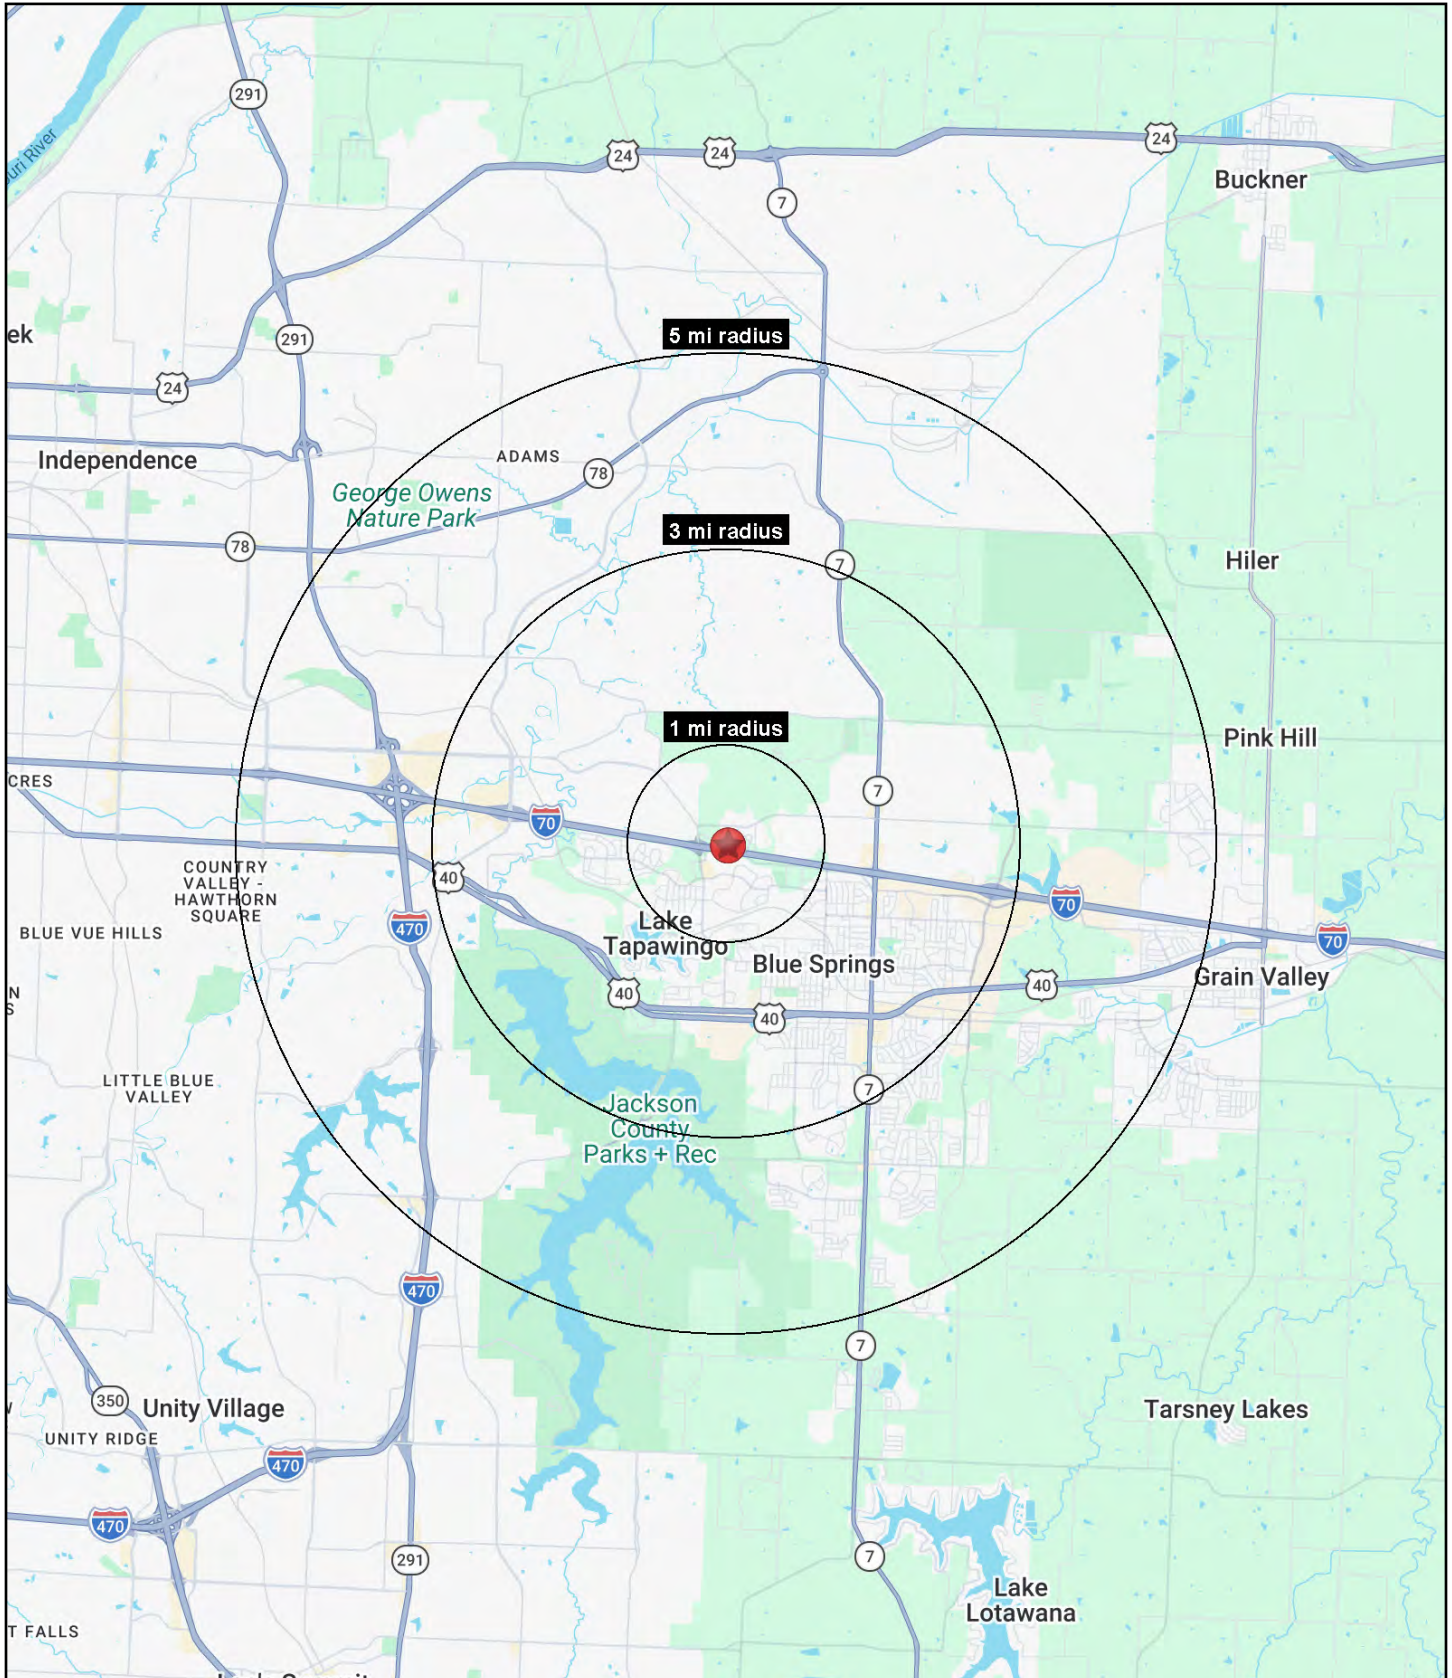 291
24
24
24
Buckner
7
uri River
291
ek
5 mi radius
24
Independence
ADAMS
78
George Owens
Nature Park
3 mi radius
78
7
Hiler
1 mi radius
Pink Hill
CRES
7
70
COUNTRY
VALLEY -
HAWTHORN
SQUARE
40
70
470
BLUE VUE HILLS
Lake
Tapawingo
Blue Springs
70
Grain Valley
N
S
40
40
40
LITTLE BLUE
VALLEY
7
Jackson
County
Parks + Rec
470
7
350
Unity Village
Tarsney Lakes
UNITY RIDGE
470
470
291
7
Lake
Lotawana
T FALLS